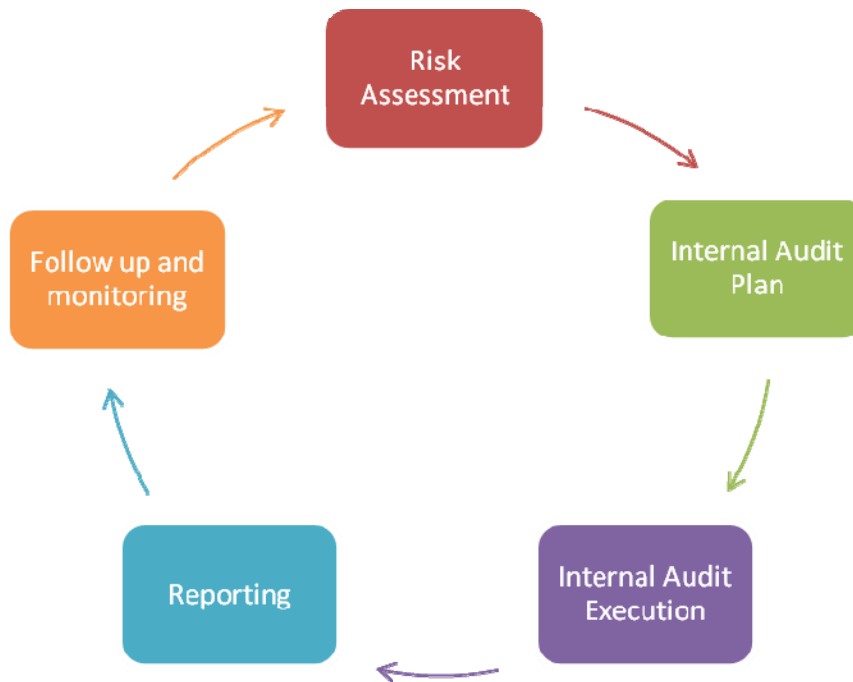 Risk
Assessment
Internal Audit
Plan
Internal Audit
Execution
Reporting
Follow up and
monitoring